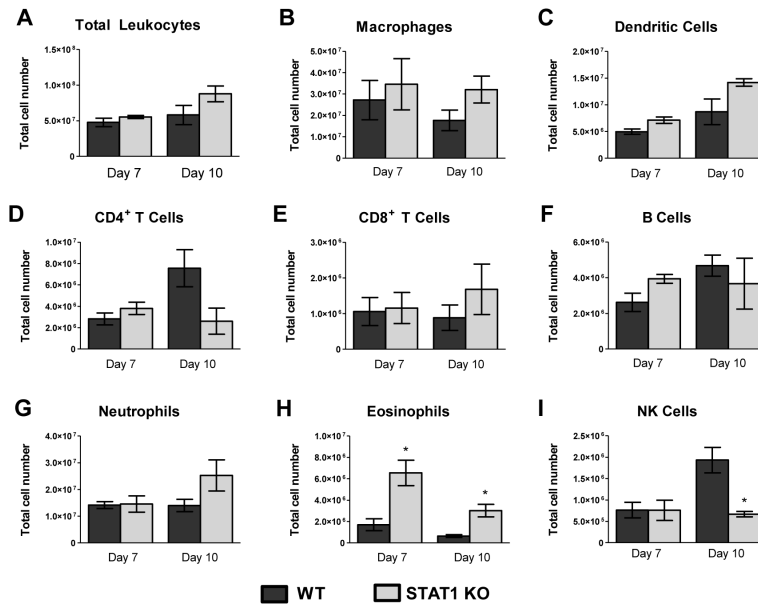 A
Total Leukocytes
Total cell number
1.5×10⁸
1.0×10⁸
5.0×10⁷
0
Day 7
Day 10
B
Macrophages
Total cell number
5.0×10⁷
4.0×10⁷
3.0×10⁷
2.0×10⁷
1.0×10⁷
0
Day 7
Day 10
C
Dendritic Cells
Total cell number
2.0×10⁷
1.5×10⁷
1.0×10⁷
5.0×10⁶
0
Day 7
Day 10
D
CD4⁺ T Cells
Total cell number
1.0×10⁷
8.0×10⁶
6.0×10⁶
4.0×10⁶
2.0×10⁶
0
Day 7
Day 10
E
CD8⁺ T Cells
Total cell number
3.0×10⁶
2.0×10⁶
1.0×10⁶
0
Day 7
Day 10
F
B Cells
Total cell number
6.0×10⁶
4.0×10⁶
2.0×10⁶
0
Day 7
Day 10
G
Neutrophils
Total cell number
4.0×10⁷
3.0×10⁷
2.0×10⁷
1.0×10⁷
0
Day 7
Day 10
H
Eosinophils
Total cell number
1.0×10⁷
8.0×10⁶
6.0×10⁶
4.0×10⁶
2.0×10⁶
0
*
*
Day 7
Day 10
I
NK Cells
Total cell number
2.5×10⁶
2.0×10⁶
1.5×10⁶
1.0×10⁶
5.0×10⁵
0
*
Day 7
Day 10
WT
STAT1 KO